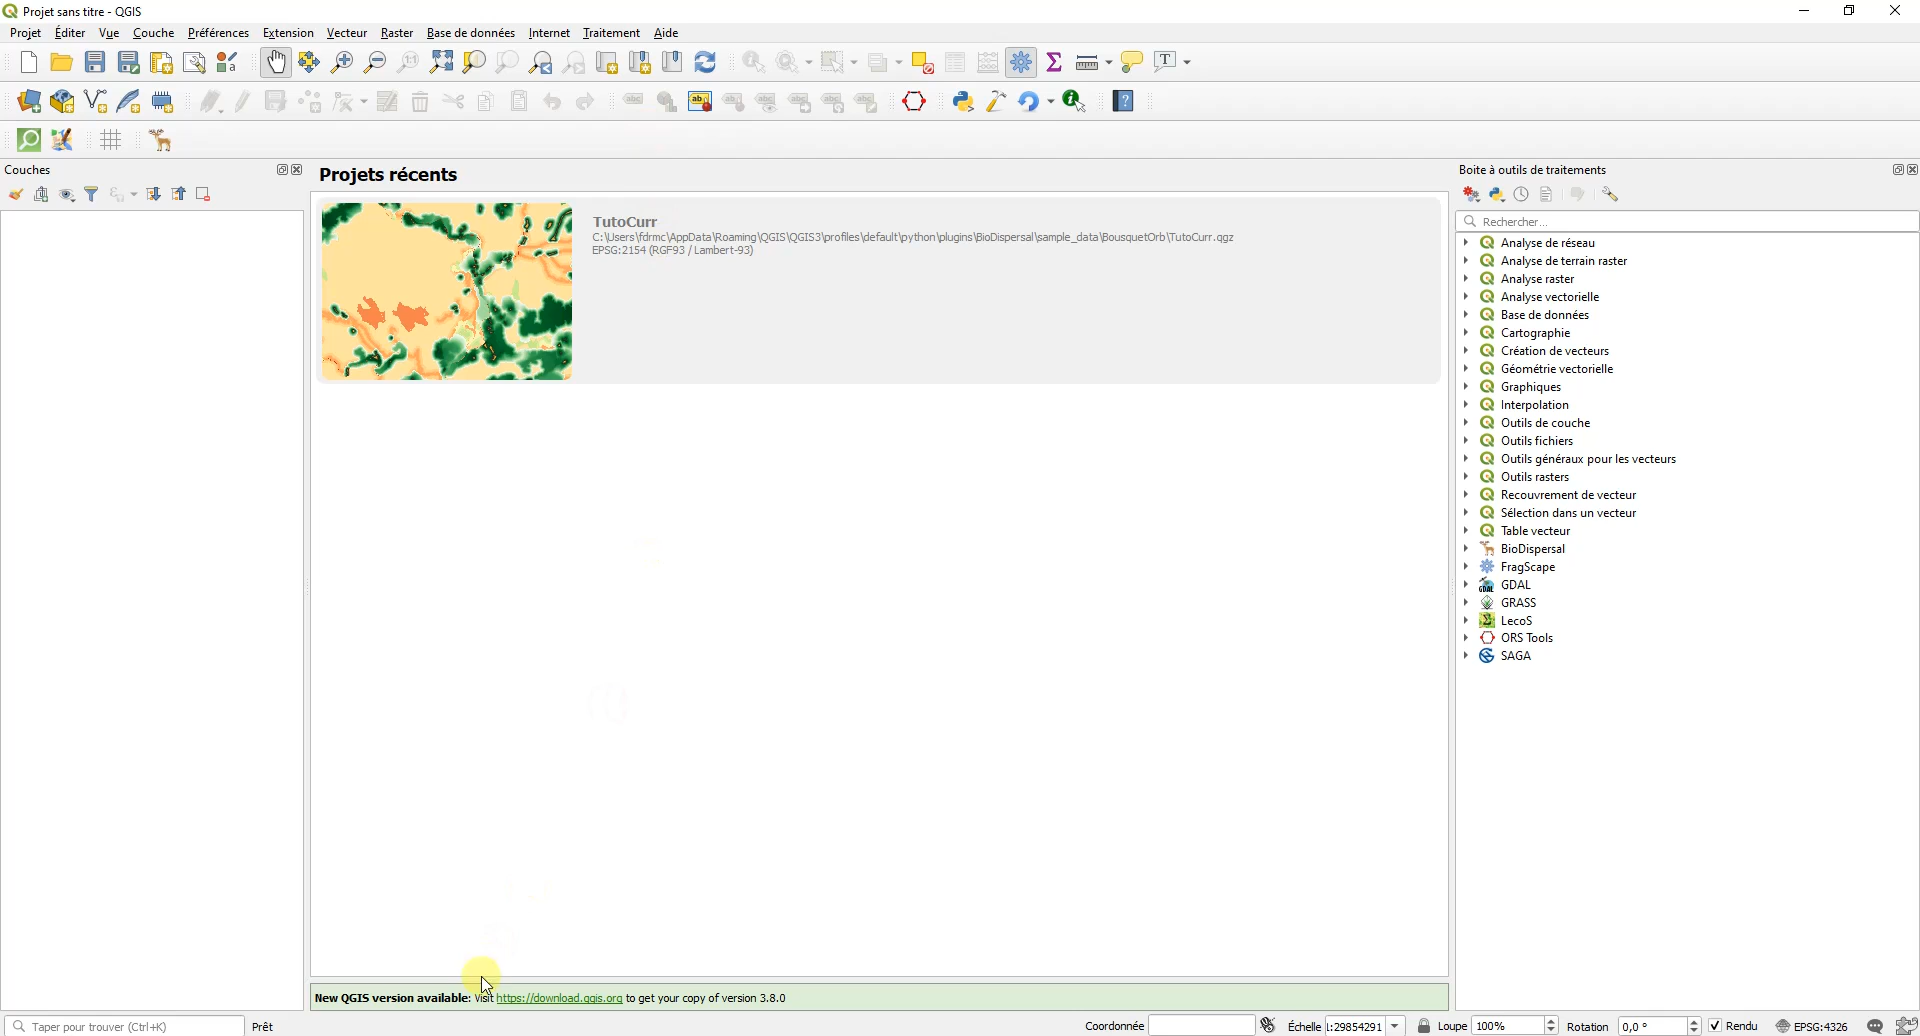 Projet sans titre - QGIS
Projet Éditer Vue Couche Préférences Extension Vecteur Raster Base de données Internet Traitement Aide
Couches
Projets récents
TutoCurr
C:\Users\fdrmc\AppData\Roaming\QGIS\QGIS3\profiles\default\python\plugins\BioDispersal\sample_data\BousquetOrb\TutoCurr.qgz
EPSG:2154 (RGF93 / Lambert-93)
Boite à outils de traitements
Rechercher...
Analyse de réseau
Analyse de terrain raster
Analyse raster
Analyse vectorielle
Base de données
Cartographie
Création de vecteurs
Géométrie vectorielle
Graphiques
Interpolation
Outils de couche
Outils fichiers
Outils généraux pour les vecteurs
Outils rasters
Recouvrement de vecteur
Sélection dans un vecteur
Table vecteur
BioDispersal
FragScape
GDAL
GRASS
LecoS
ORS Tools
SAGA
New QGIS version available: Visit https://download.qgis.org to get your copy of version 3.8.0
Taper pour trouver (Ctrl+K) Prêt Coordonnée Échelle 1:29854291 Loupe 100% Rotation 0,0 ° Rendu EPSG:4326